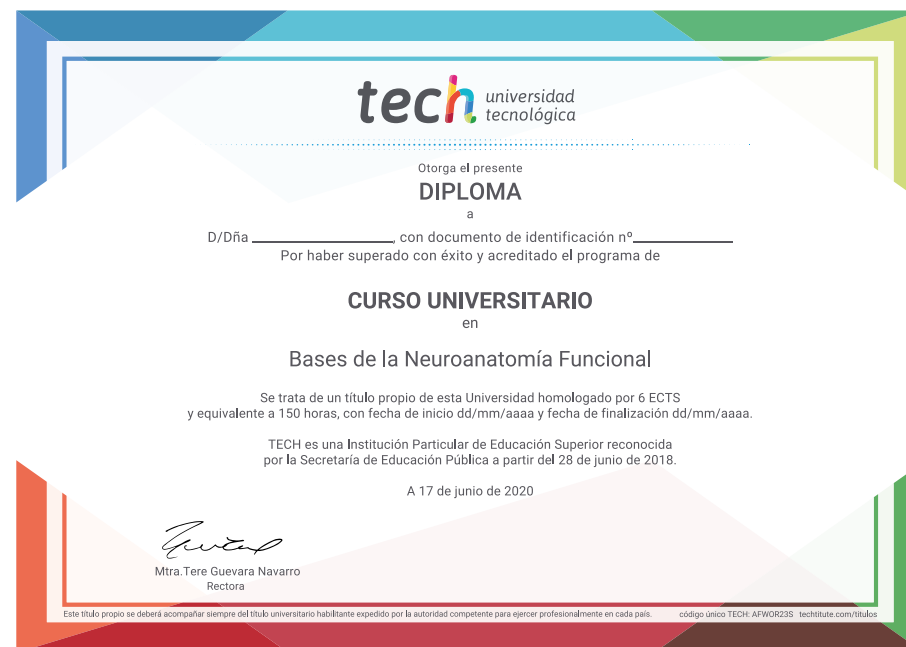 tech universidad
tecnológica
Otorga el presente
DIPLOMA
a
D/Dña ____________, con documento de identificación nº____________
Por haber superado con éxito y acreditado el programa de
CURSO UNIVERSITARIO
en
Bases de la Neuroanatomía Funcional
Se trata de un título propio de esta Universidad homologado por 6 ECTS
y equivalente a 150 horas, con fecha de inicio dd/mm/aaaa y fecha de finalización dd/mm/aaaa.
TECH es una Institución Particular de Educación Superior reconocida
por la Secretaría de Educación Pública a partir del 28 de junio de 2018.
A 17 de junio de 2020
Mtra.Tere Guevara Navarro
Rectora
Este título propio se deberá acompañar siempre del título universitario habilitante expedido por la autoridad competente para ejercer profesionalmente en cada país. código único TECH: AFWOR23S techtitute.com/títulos